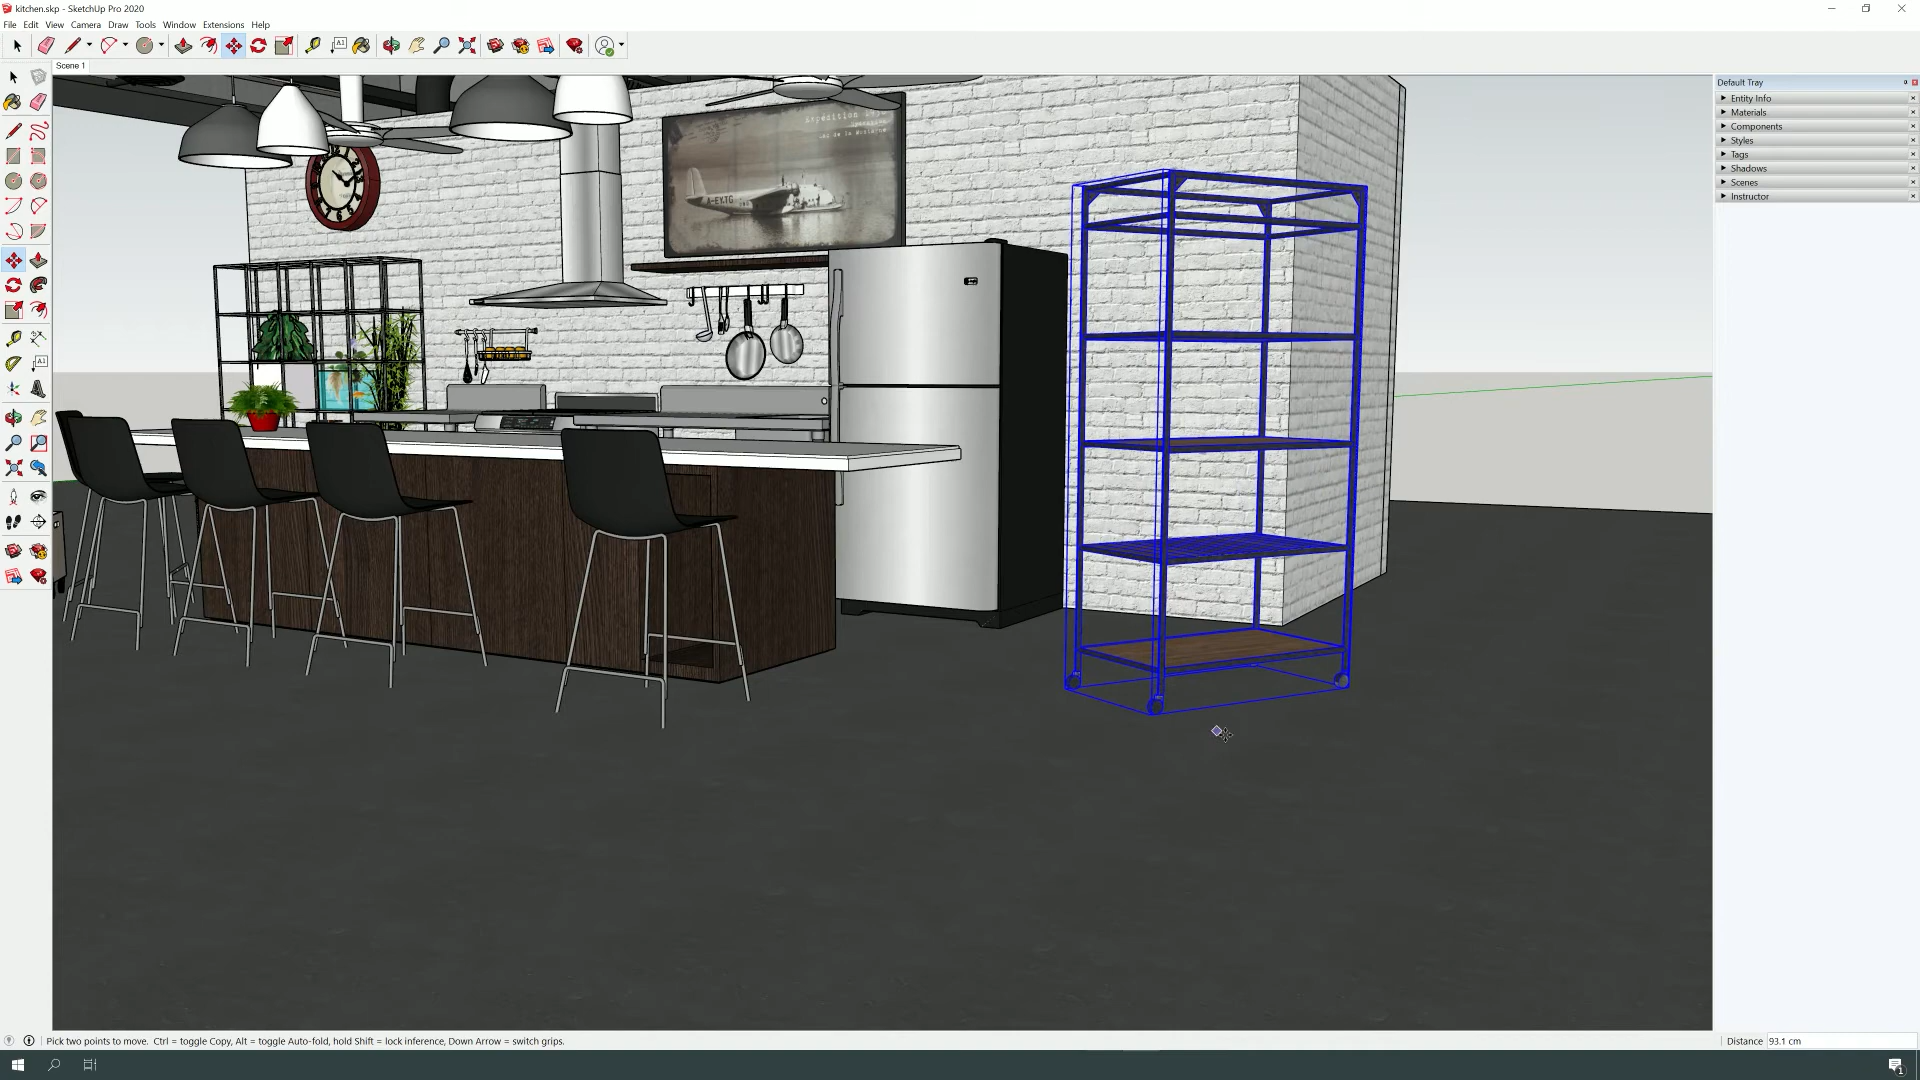 kitchen.skp - SketchUp Pro 2020
File Edit View Camera Draw Tools Window Extensions Help
Scene 1
Default Tray
Entity Info
Materials
Components
Styles
Tags
Shadows
Scenes
Instructor
A-EYTG
Pick two points to move. Ctrl = toggle Copy, Alt = toggle Auto-fold, hold Shift = lock inference, Down Arrow = switch grips.
Distance 93.1 cm